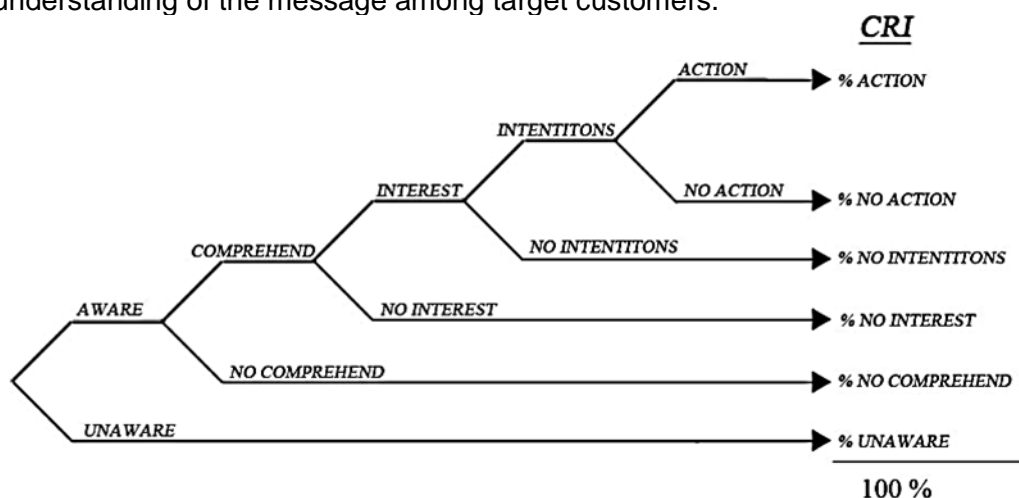 understanding of the message among target customers.
CRI
ACTION
% ACTION
INTENTITONS
INTEREST
NO ACTION
% NO ACTION
COMPREHEND
NO INTENTITONS
% NO INTENTITONS
AWARE
NO INTEREST
% NO INTEREST
NO COMPREHEND
% NO COMPREHEND
UNAWARE
% UNAWARE
100 %